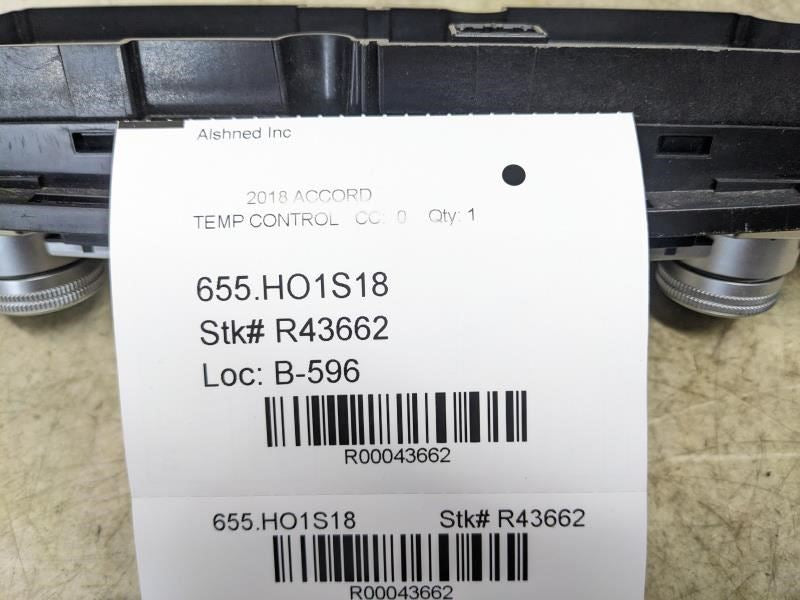 Alshned Inc
2018 ACCORD
TEMP CONTROL CC: 0 Qty: 1
655.HO1S18
Stk# R43662
Loc: B-596
R00043662
655.HO1S18 Stk# R43662
R00043662